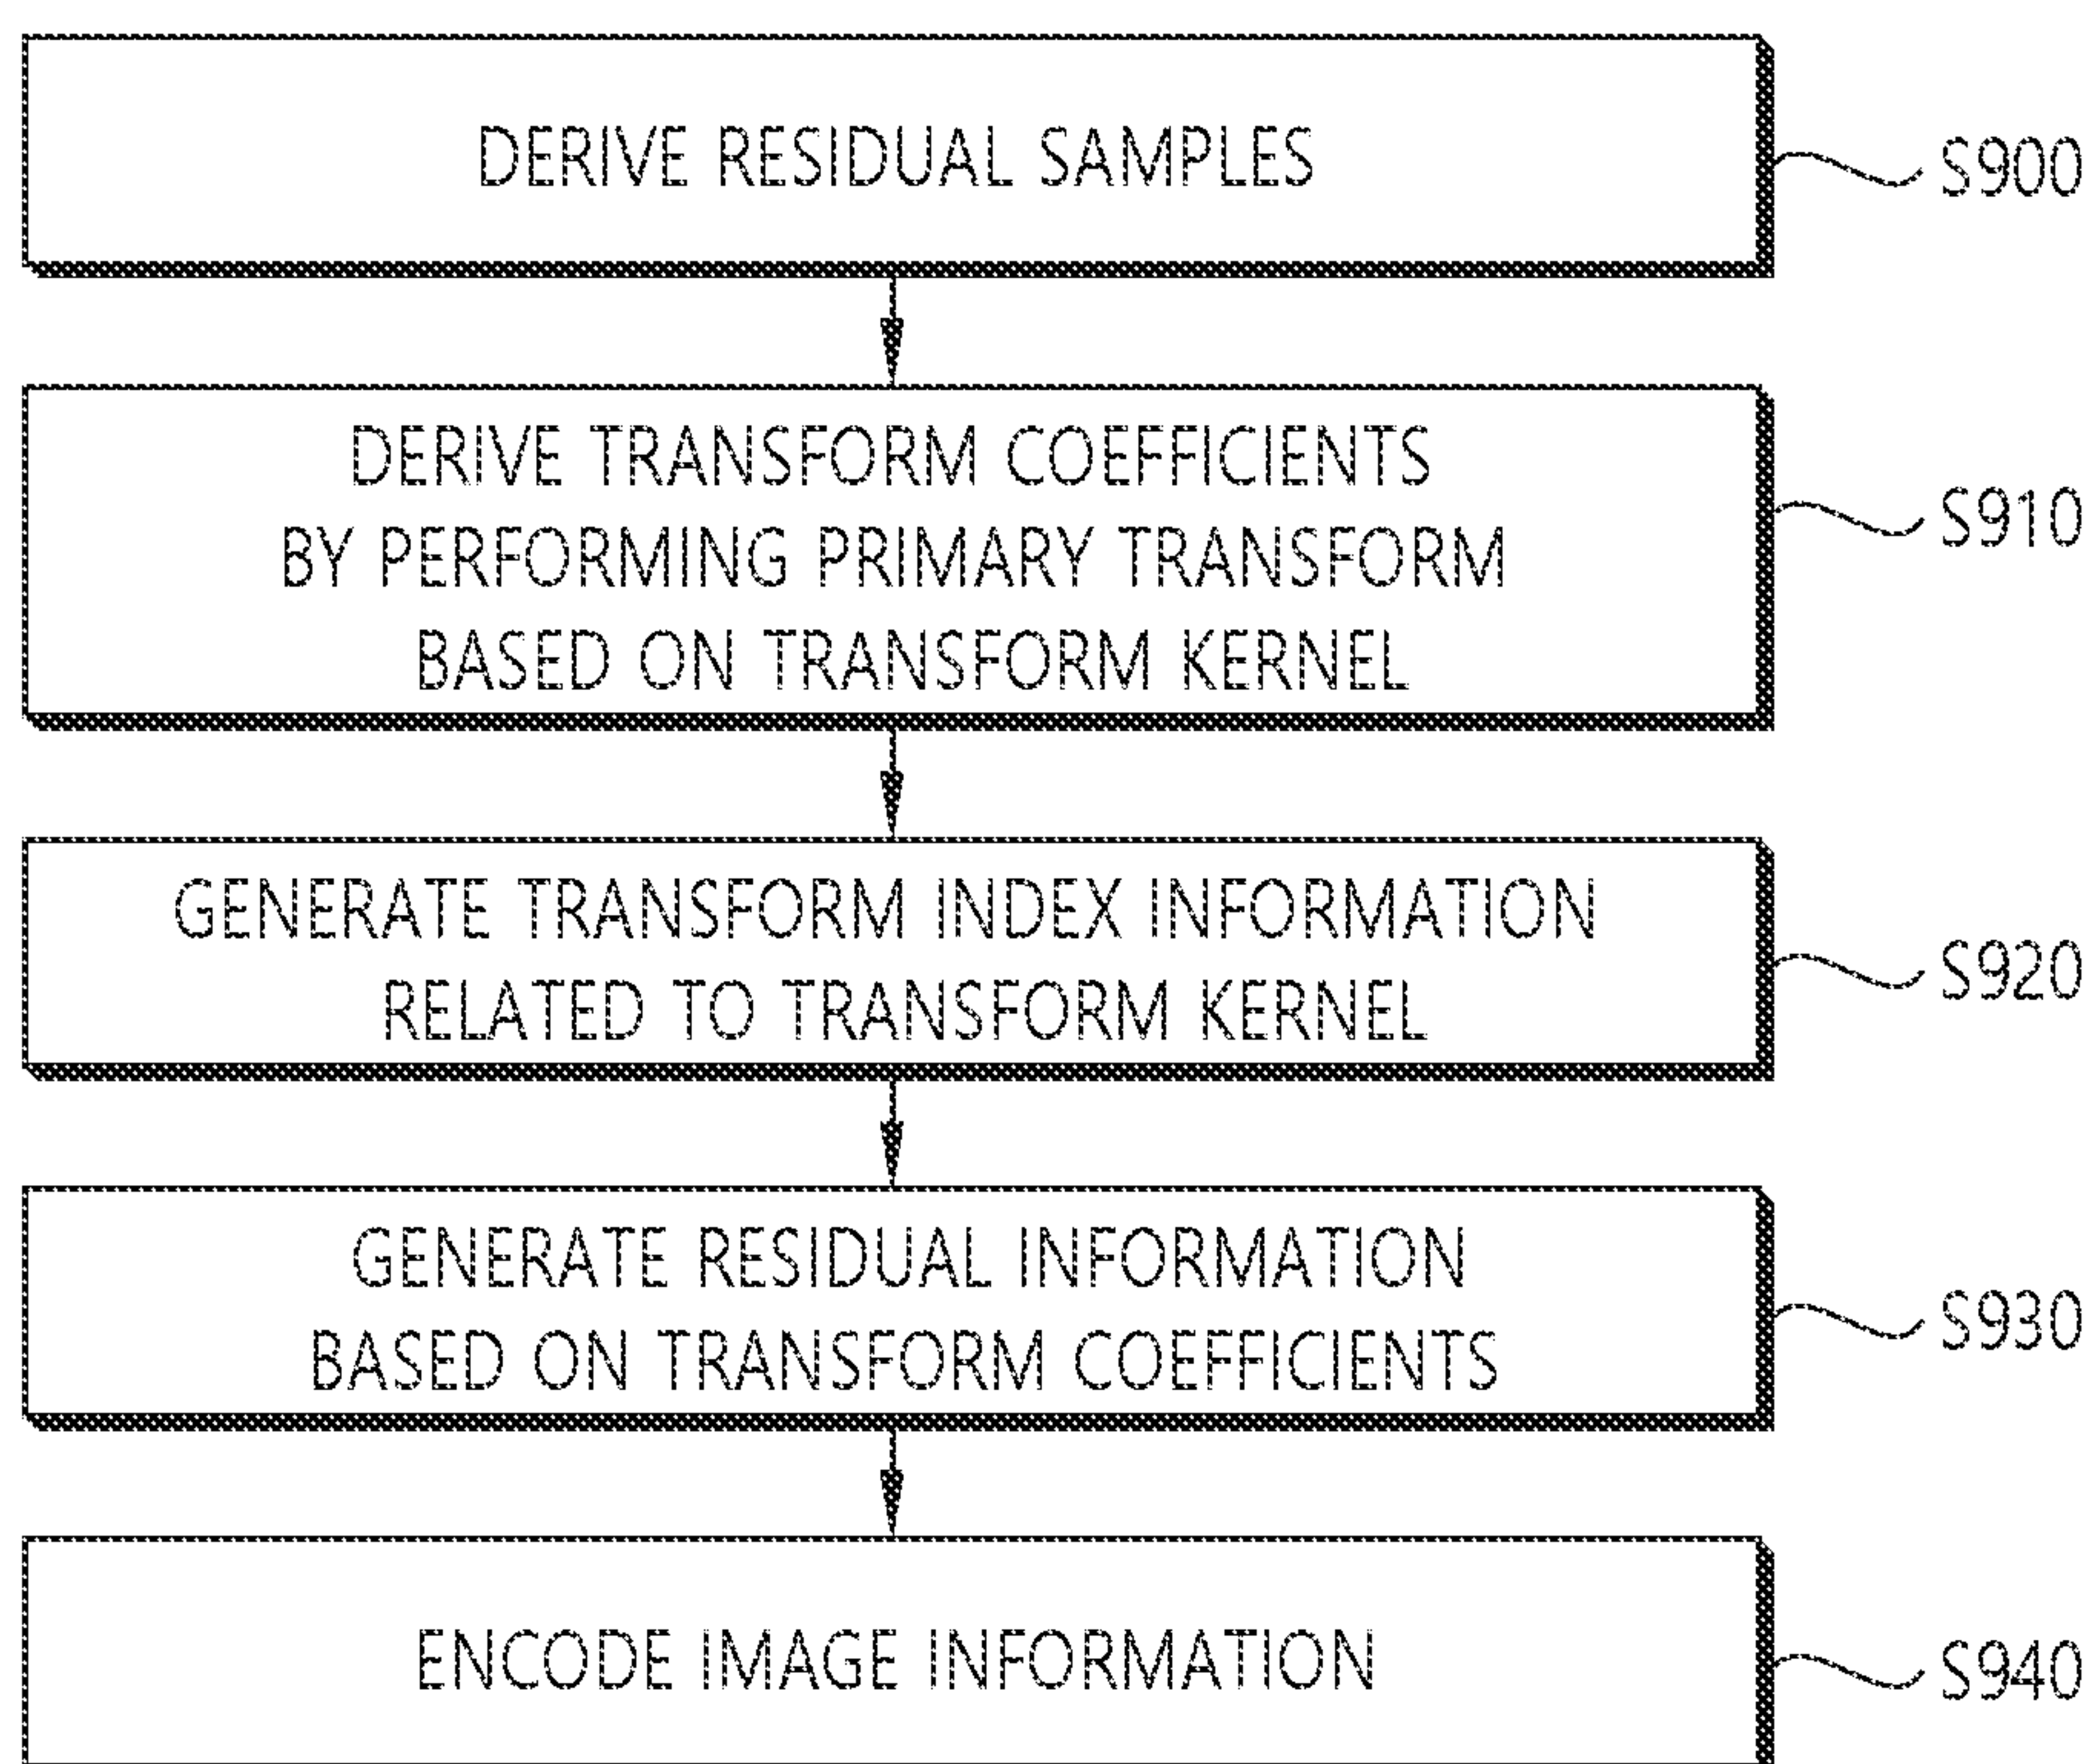 DERIVE RESIDUAL SAMPLES
S900
DERIVE TRANSFORM COEFFICIENTS
BY PERFORMING PRIMARY TRANSFORM
BASED ON TRANSFORM KERNEL
S910
GENERATE TRANSFORM INDEX INFORMATION
RELATED TO TRANSFORM KERNEL
S920
GENERATE RESIDUAL INFORMATION
BASED ON TRANSFORM COEFFICIENTS
S930
ENCODE IMAGE INFORMATION
S940